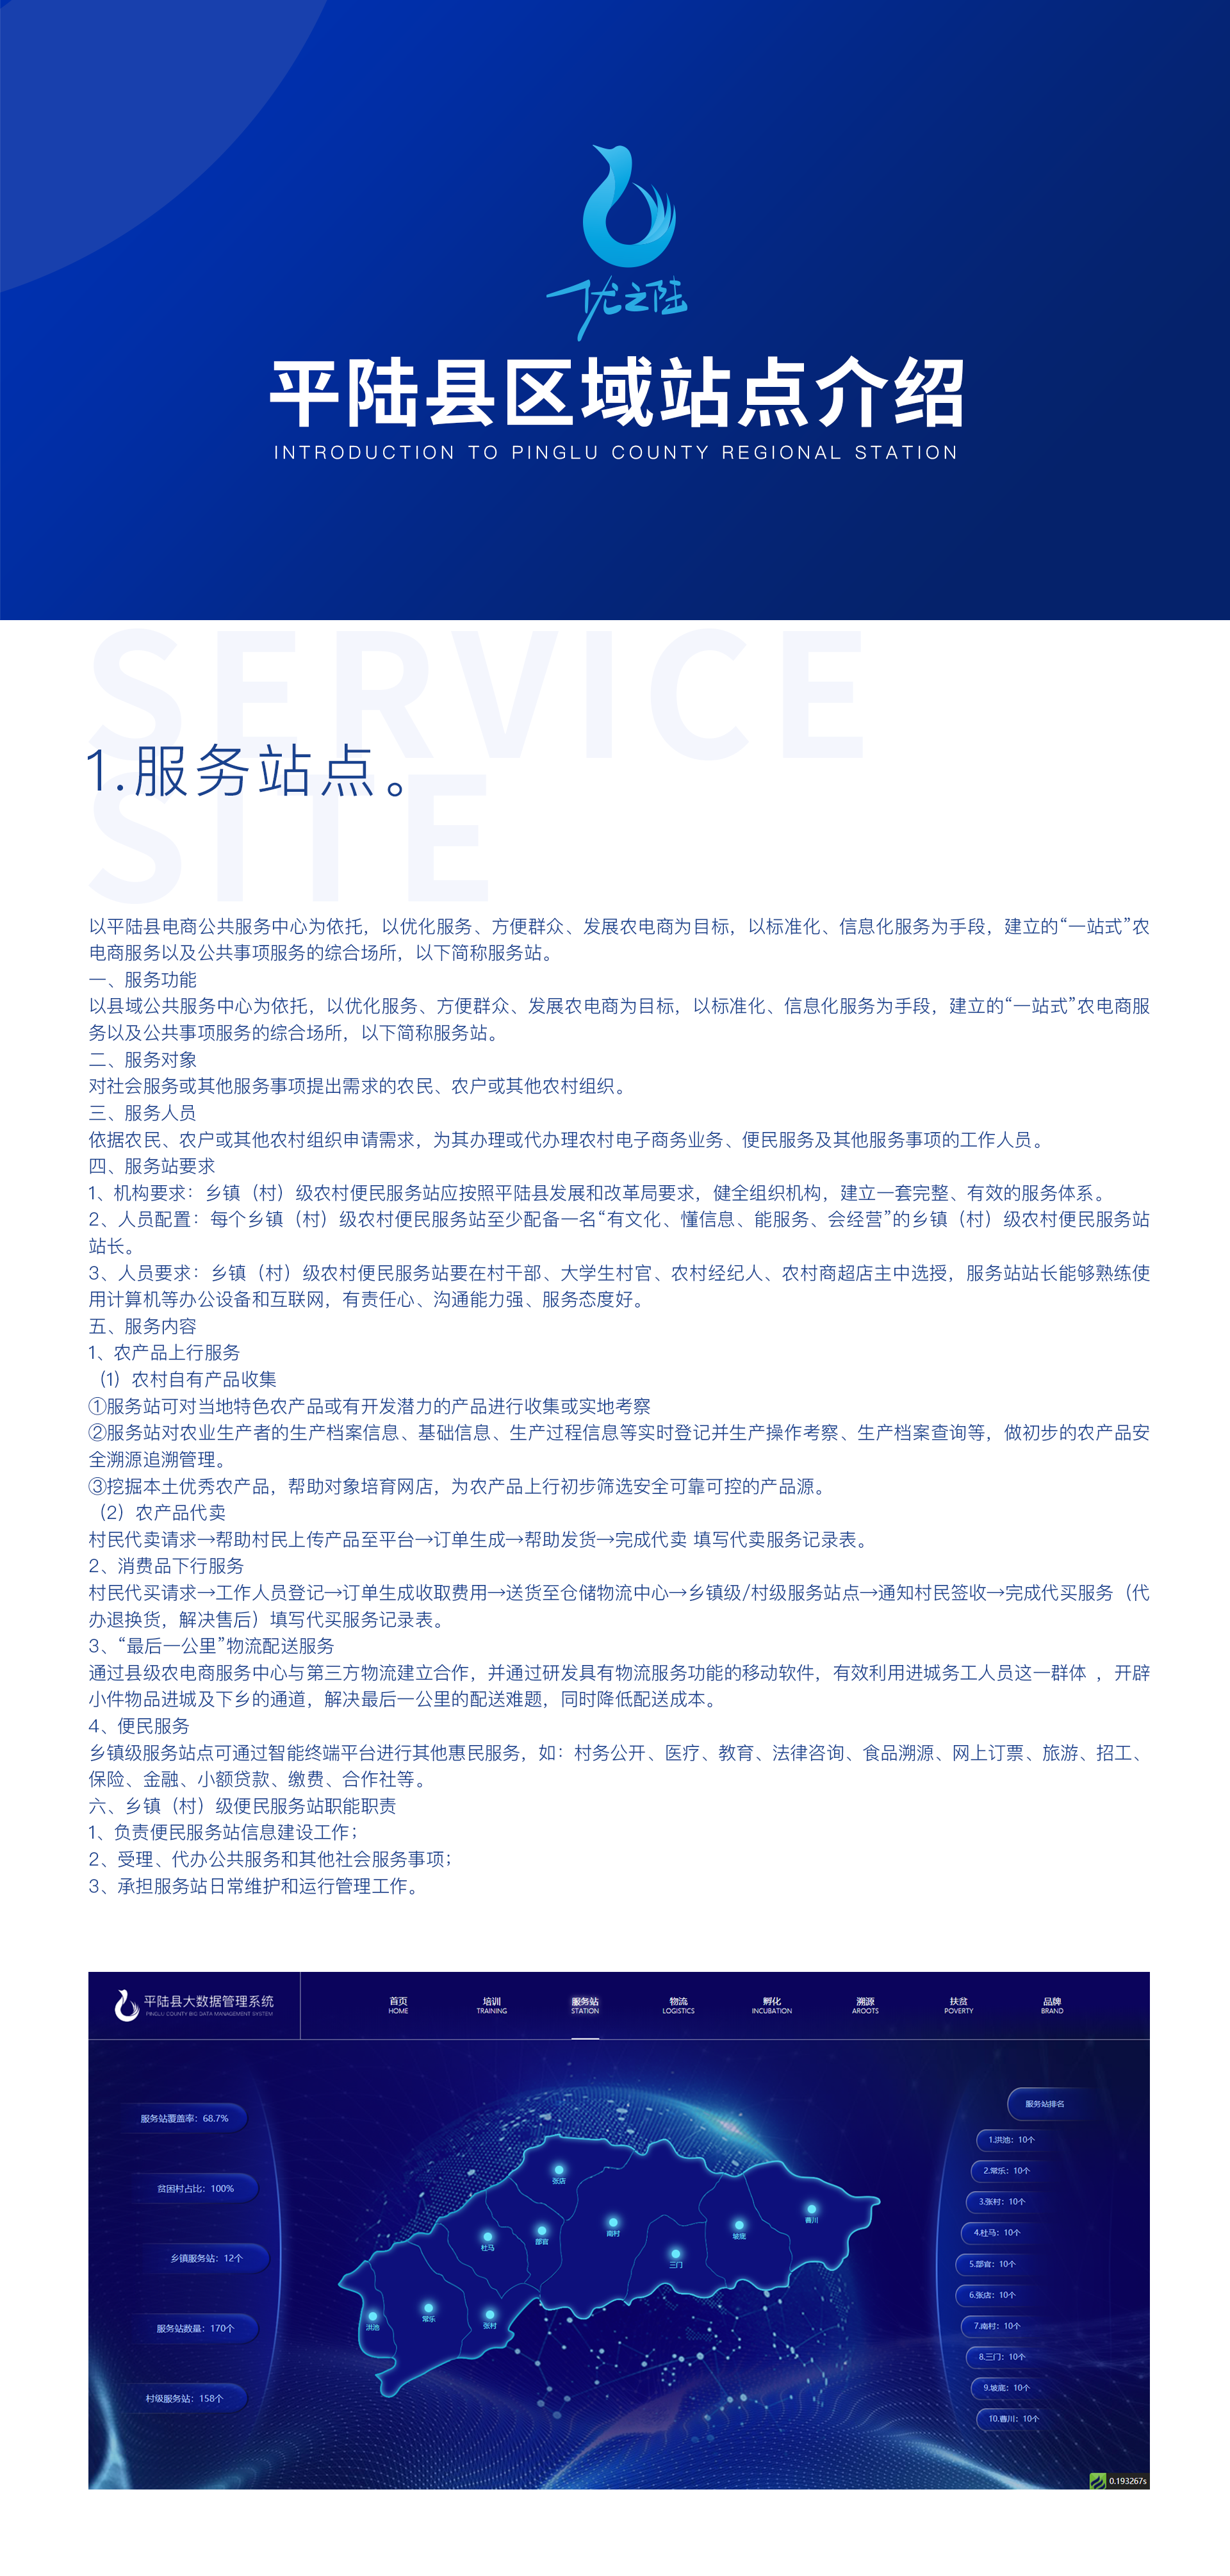 优之陆
平陆县区域站点介绍
INTRODUCTION TO PINGLU COUNTY REGIONAL STATION
SERVICE
1.服务站点。
SITE
以平陆县电商公共服务中心为依托，以优化服务、方便群众、发展农电商为目标，以标准化、信息化服务为手段，建立的“一站式”农
电商服务以及公共事项服务的综合场所，以下简称服务站。
一、服务功能
以县域公共服务中心为依托，以优化服务、方便群众、发展农电商为目标，以标准化、信息化服务为手段，建立的“一站式”农电商服
务以及公共事项服务的综合场所，以下简称服务站。
二、服务对象
对社会服务或其他服务事项提出需求的农民、农户或其他农村组织。
三、服务人员
依据农民、农户或其他农村组织申请需求，为其办理或代办理农村电子商务业务、便民服务及其他服务事项的工作人员。
四、服务站要求
1、机构要求：乡镇（村）级农村便民服务站应按照平陆县发展和改革局要求，健全组织机构，建立一套完整、有效的服务体系。
2、人员配置：每个乡镇（村）级农村便民服务站至少配备一名“有文化、懂信息、能服务、会经营”的乡镇（村）级农村便民服务站
站长。
3、人员要求：乡镇（村）级农村便民服务站要在村干部、大学生村官、农村经纪人、农村商超店主中选授，服务站站长能够熟练使
用计算机等办公设备和互联网，有责任心、沟通能力强、服务态度好。
五、服务内容
1、农产品上行服务
（1）农村自有产品收集
①服务站可对当地特色农产品或有开发潜力的产品进行收集或实地考察
②服务站对农业生产者的生产档案信息、基础信息、生产过程信息等实时登记并生产操作考察、生产档案查询等，做初步的农产品安
全溯源追溯管理。
③挖掘本土优秀农产品，帮助对象培育网店，为农产品上行初步筛选安全可靠可控的产品源。
（2）农产品代卖
村民代卖请求→帮助村民上传产品至平台→订单生成→帮助发货→完成代卖 填写代卖服务记录表。
2、消费品下行服务
村民代买请求→工作人员登记→订单生成收取费用→送货至仓储物流中心→乡镇级/村级服务站点→通知村民签收→完成代买服务（代
办退换货，解决售后）填写代买服务记录表。
3、“最后一公里”物流配送服务
通过县级农电商服务中心与第三方物流建立合作，并通过研发具有物流服务功能的移动软件，有效利用进城务工人员这一群体 ，开辟
小件物品进城及下乡的通道，解决最后一公里的配送难题，同时降低配送成本。
4、便民服务
乡镇级服务站点可通过智能终端平台进行其他惠民服务，如：村务公开、医疗、教育、法律咨询、食品溯源、网上订票、旅游、招工、
保险、金融、小额贷款、缴费、合作社等。
六、乡镇（村）级便民服务站职能职责
1、负责便民服务站信息建设工作；
2、受理、代办公共服务和其他社会服务事项；
3、承担服务站日常维护和运行管理工作。
平陆县大数据管理系统
PINGLU COUNTY BIG DATA MANAGEMENT SYSTEM
首页 培训 服务站 物流 孵化 溯源 扶贫 品牌
HOME TRAINING STATION LOGISTICS INCUBATION AROOTS POVERTY BRAND
服务站覆盖率：68.7%
贫困村占比：100%
乡镇服务站：12个
服务站数量：170个
村级服务站：158个
张店
曹川
南村
坡底
部官
杜马
三门
常乐
张村
洪池
服务站排名
1.洪池：10个
2.常乐：10个
3.张村：10个
4.杜马：10个
5.部官：10个
6.张店：10个
7.南村：10个
8.三门：10个
9.坡底：10个
10.曹川：10个
0.193267s